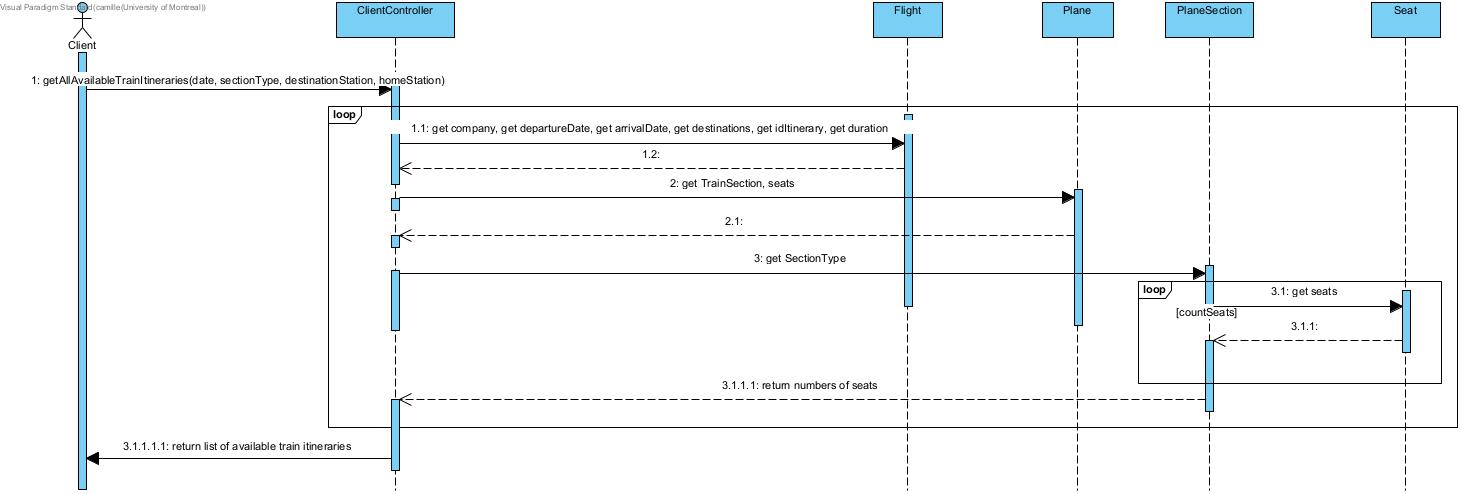 Visual Paradigm Standard(camille(University of Montreal))
ClientController
Flight
Plane
PlaneSection
Seat
Client
1: getAllAvailableTrainItineraries(date, sectionType, destinationStation, homeStation)
loop
1.1: get company, get departureDate, get arrivalDate, get destinations, get idItinerary, get duration
1.2:
2: get TrainSection, seats
2.1:
3: get SectionType
loop
3.1: get seats
[countSeats]
3.1.1:
3.1.1.1: return numbers of seats
3.1.1.1.1: return list of available train itineraries